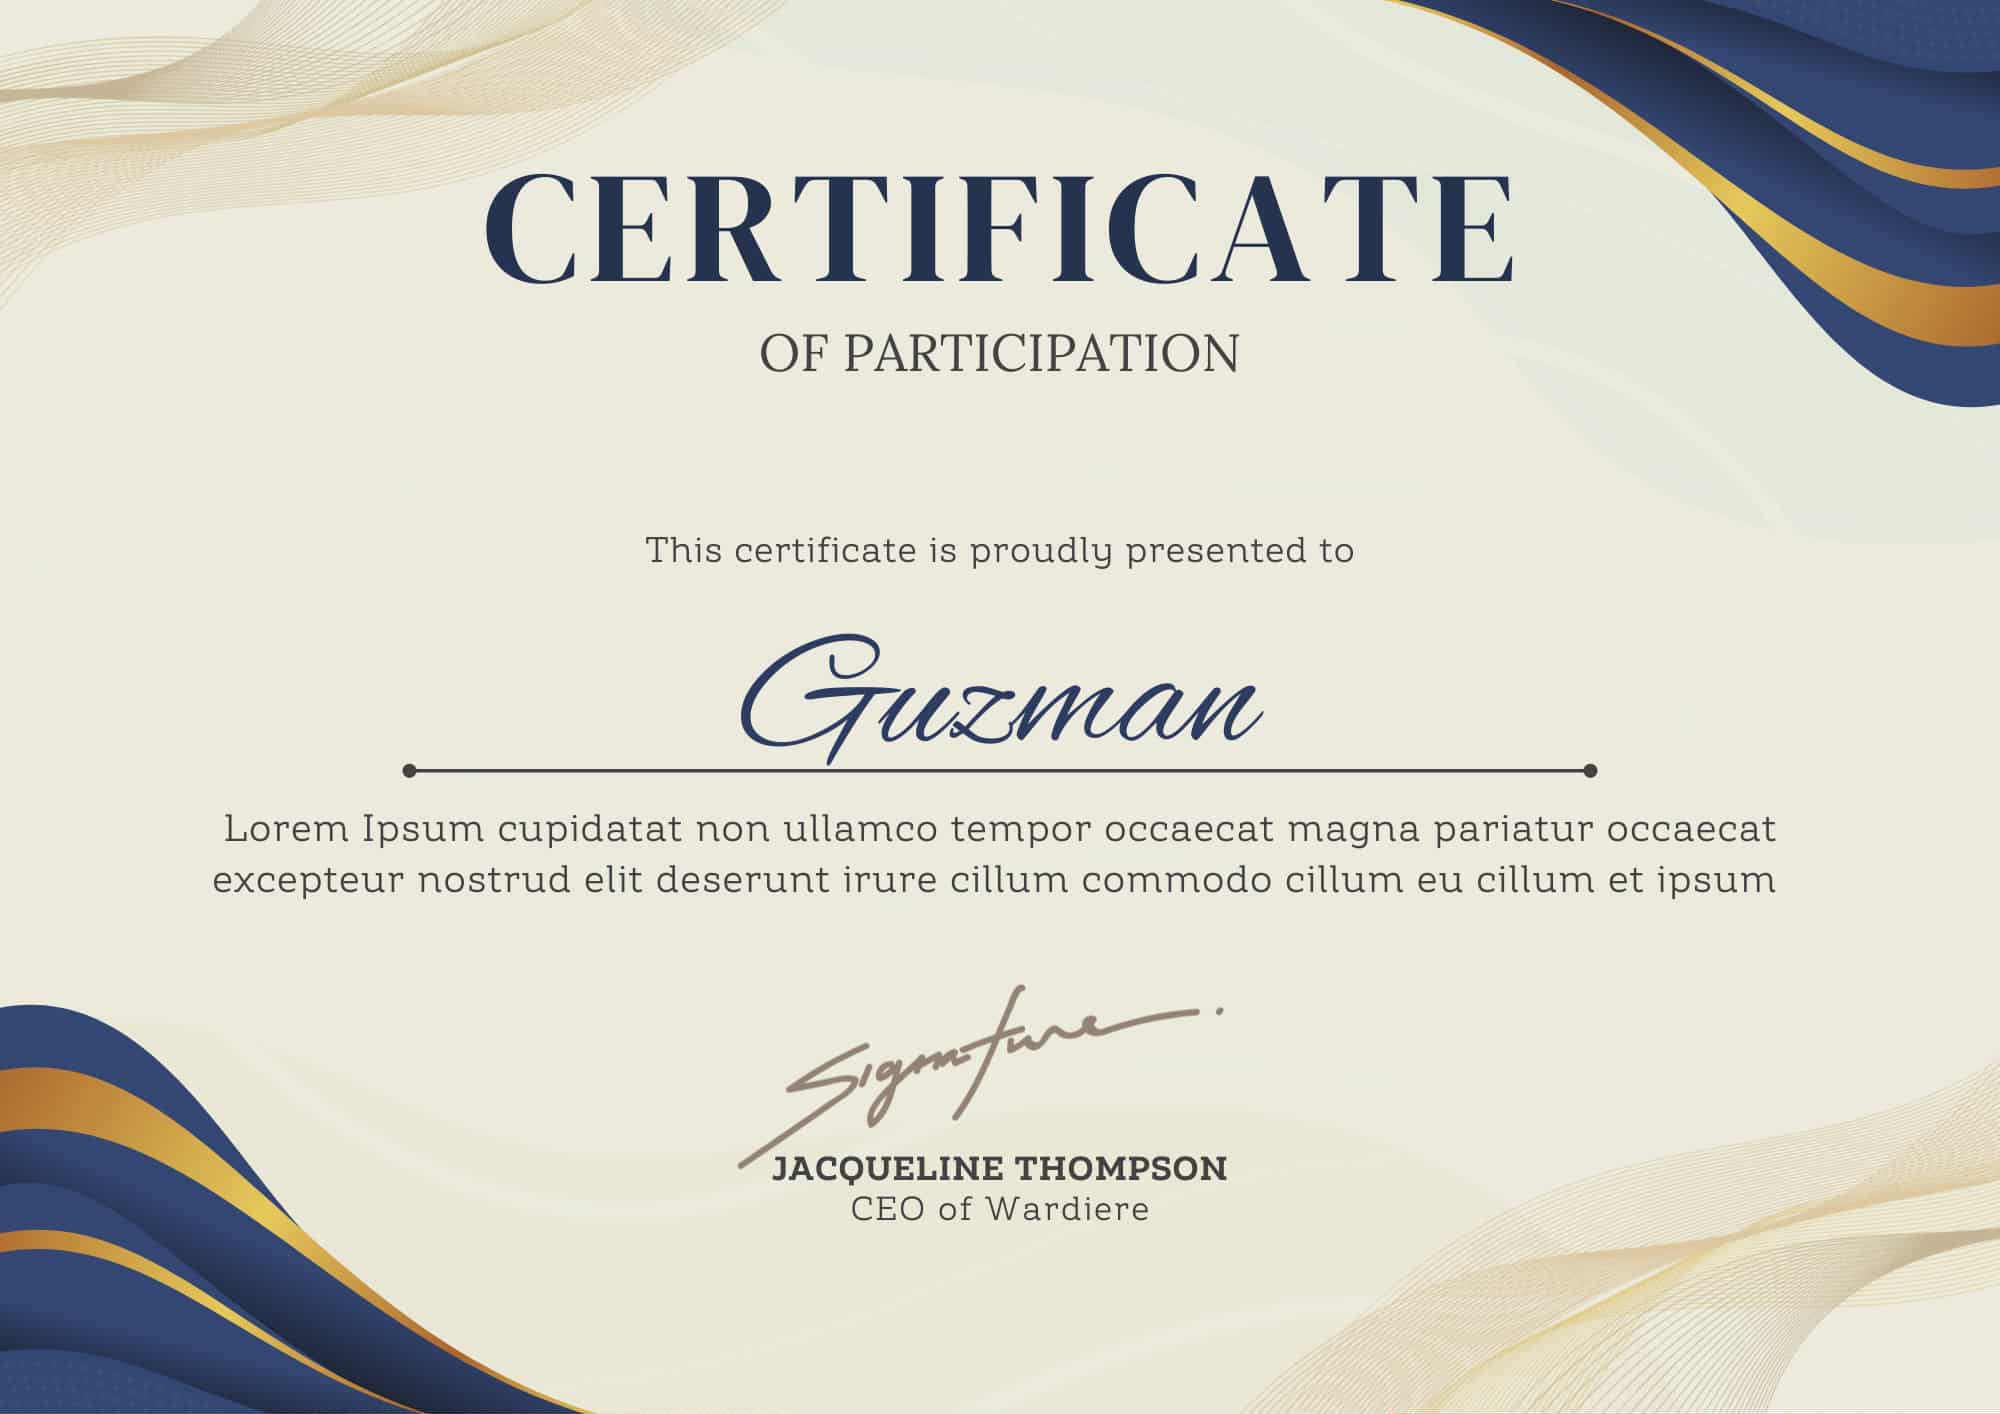 CERTIFICATE
OF PARTICIPATION
This certificate is proudly presented to
Guzman
Lorem Ipsum cupidatat non ullamco tempor occaecat magna pariatur occaecat
excepteur nostrud elit deserunt irure cillum commodo cillum eu cillum et ipsum
Signature.
JACQUELINE THOMPSON
CEO of Wardiere